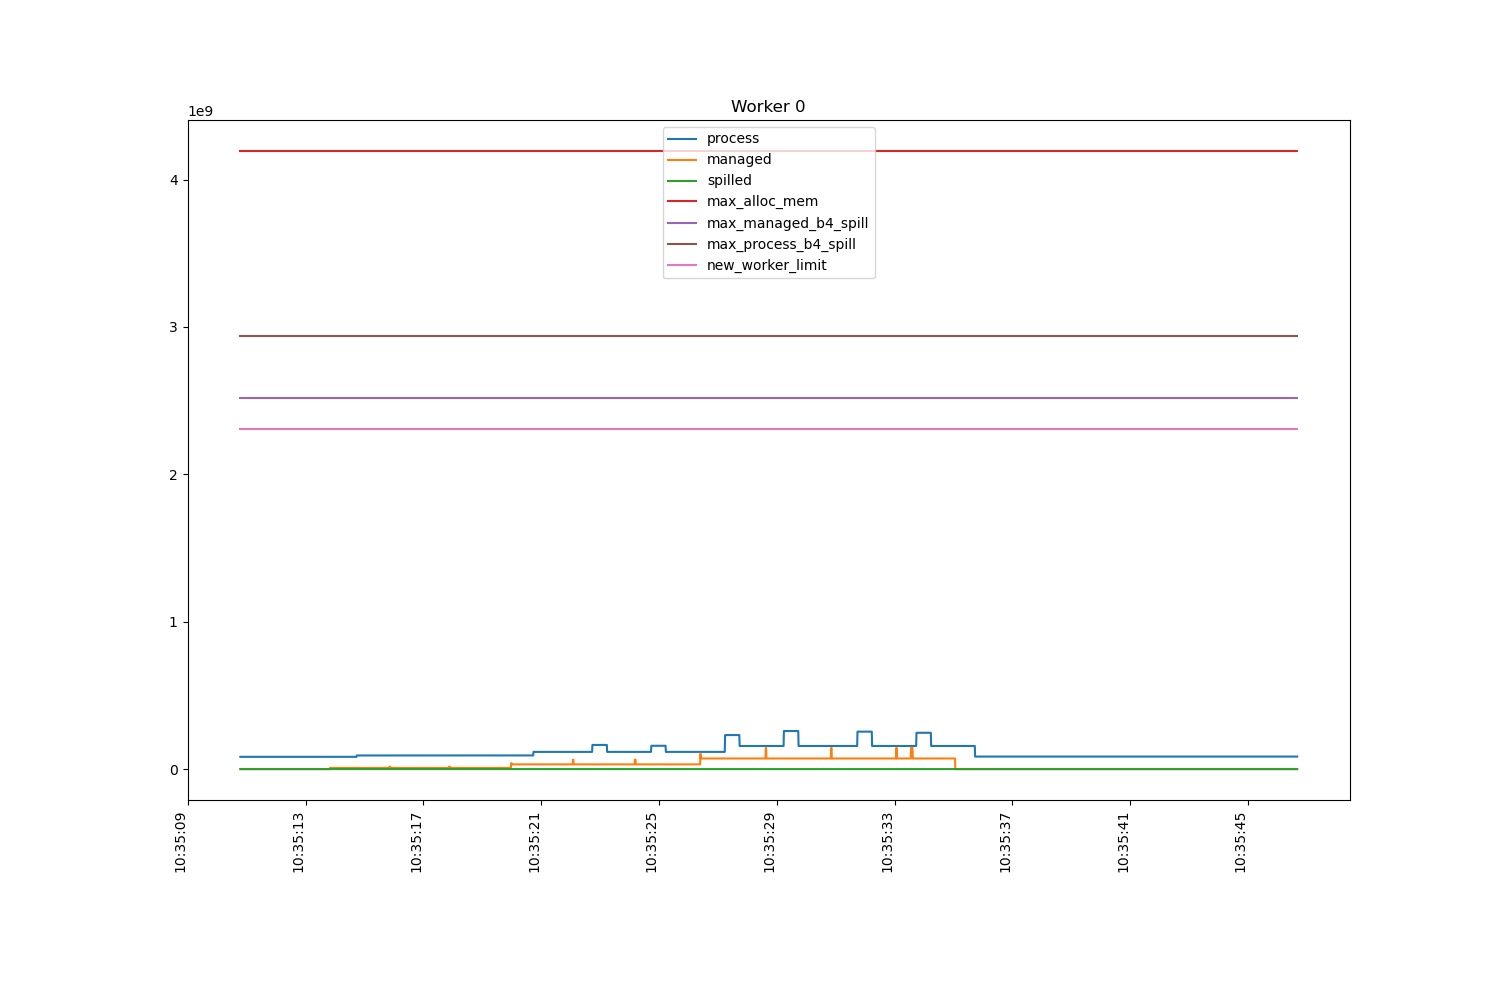 Worker 0
1e9
process
managed
spilled
max_alloc_mem
max_managed_b4_spill
max_process_b4_spill
new_worker_limit
4
3
2
1
0
10:35:09
10:35:13
10:35:17
10:35:21
10:35:25
10:35:29
10:35:33
10:35:37
10:35:41
10:35:45